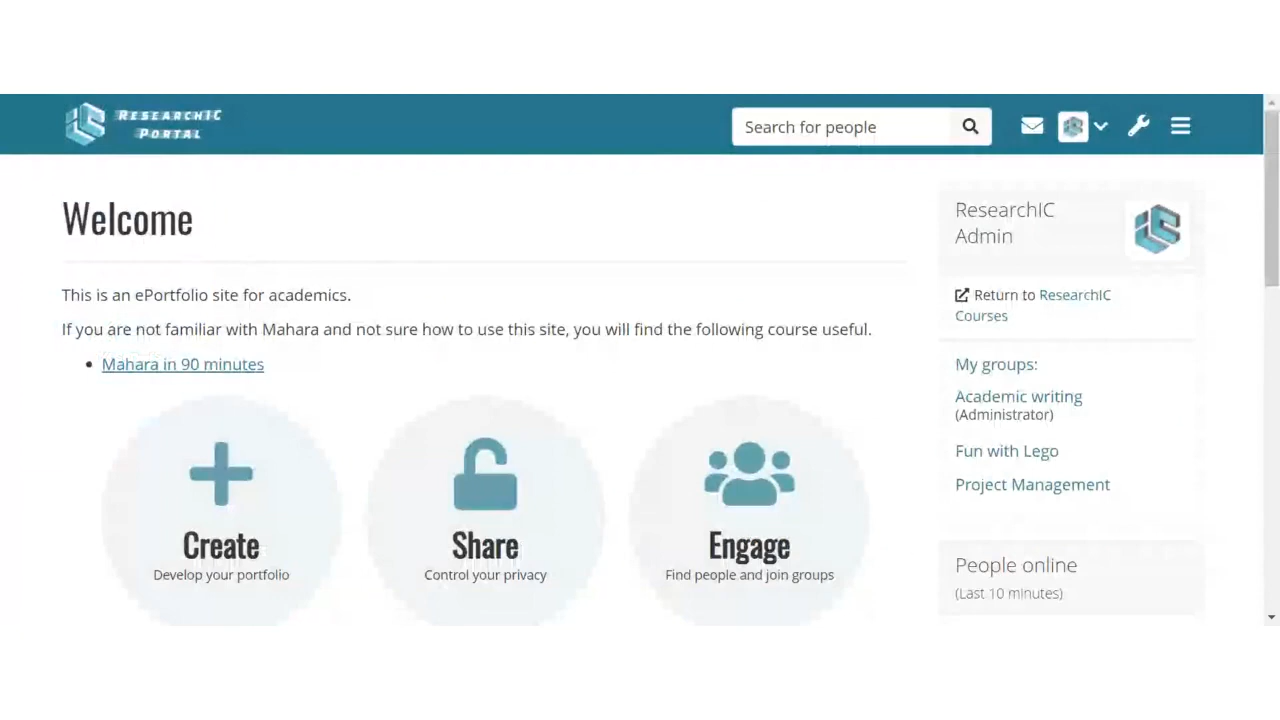 RESEARCHIC
PORTAL
Search for people
Welcome
This is an ePortfolio site for academics.
If you are not familiar with Mahara and not sure how to use this site, you will find the following course useful.
Mahara in 90 minutes
Create
Develop your portfolio
Share
Control your privacy
Engage
Find people and join groups
ResearchIC
Admin
Return to ResearchIC
Courses
My groups:
Academic writing
(Administrator)
Fun with Lego
Project Management
People online
(Last 10 minutes)